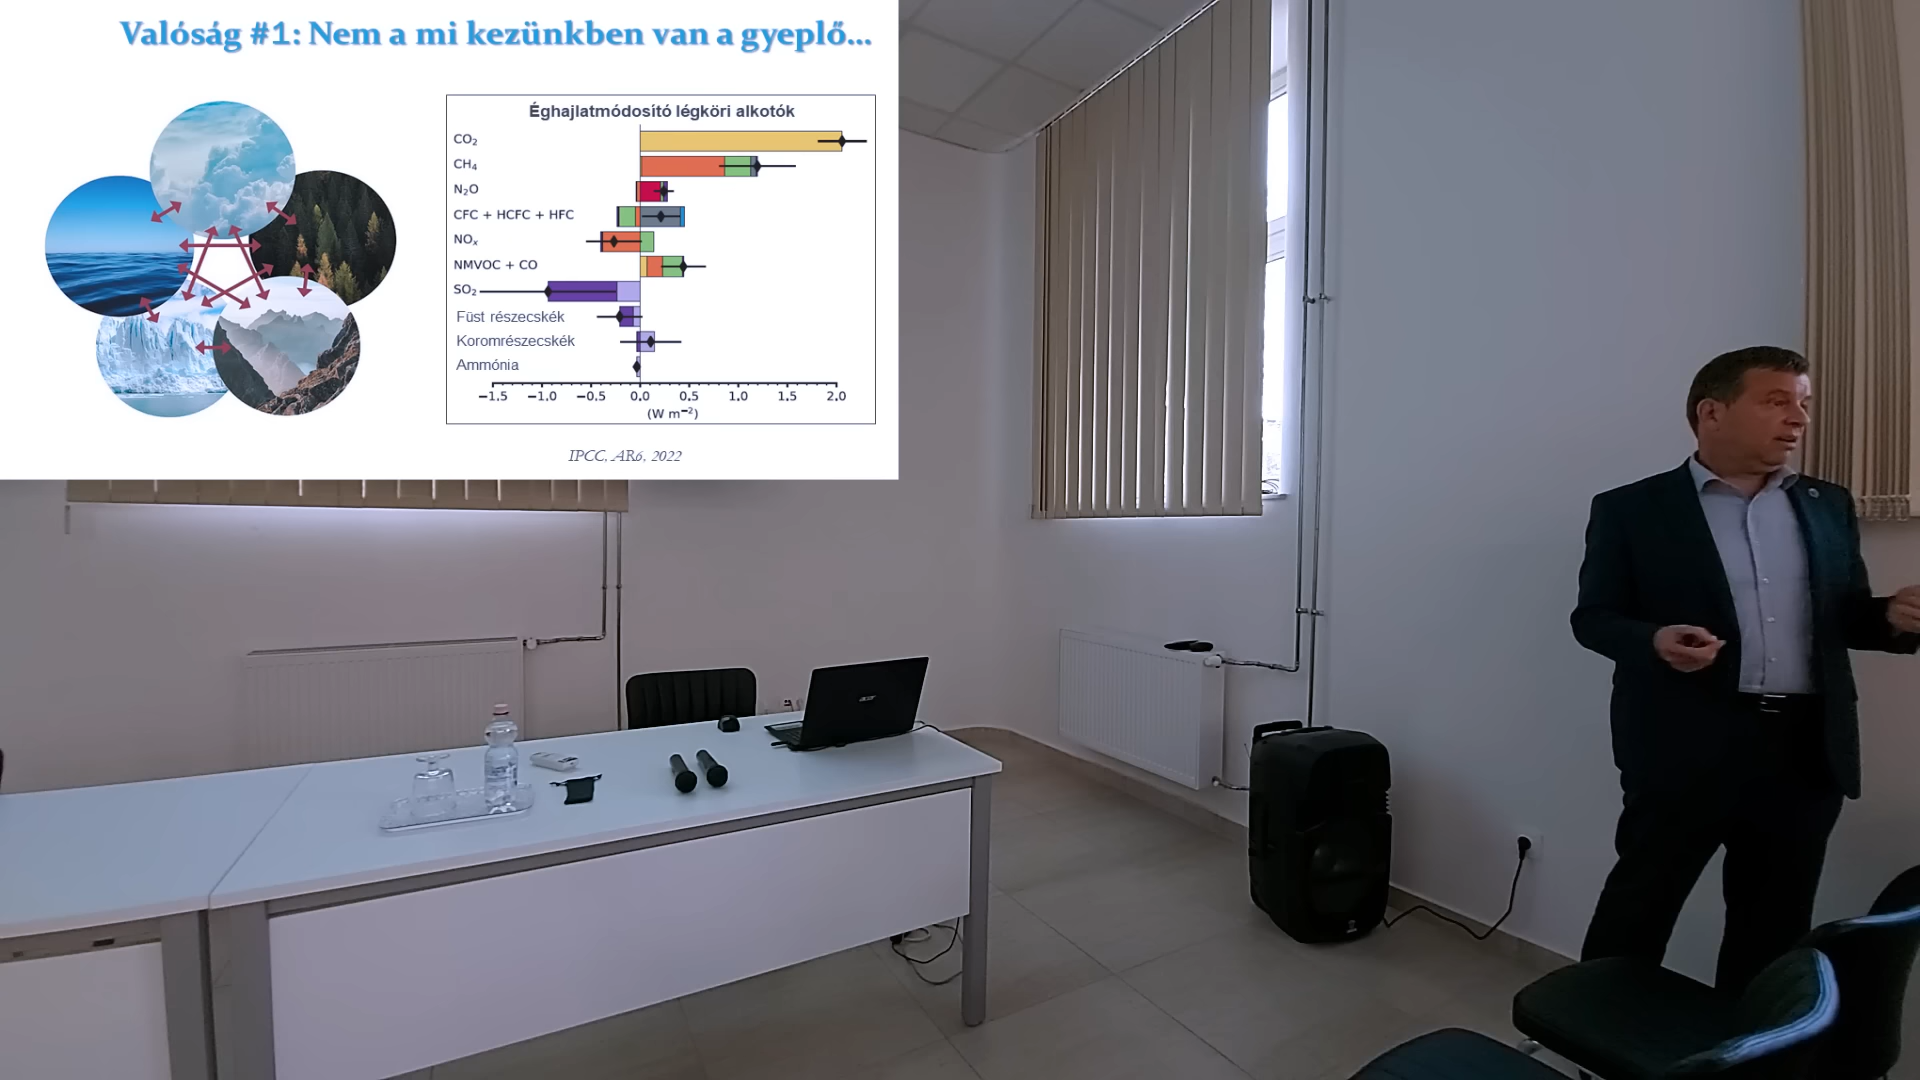 Valóság #1: Nem a mi kezünkben van a gyeplő...
Éghajlatmódosító légköri alkotók
CO₂
CH₄
N₂O
CFC + HCFC + HFC
NOₓ
NMVOC + CO
SO₂
Füst részecskék
Koromrészecskék
Ammónia
−1.5 −1.0 −0.5 0.0 0.5 1.0 1.5 2.0
(W m⁻²)
IPCC, AR6, 2022
acer